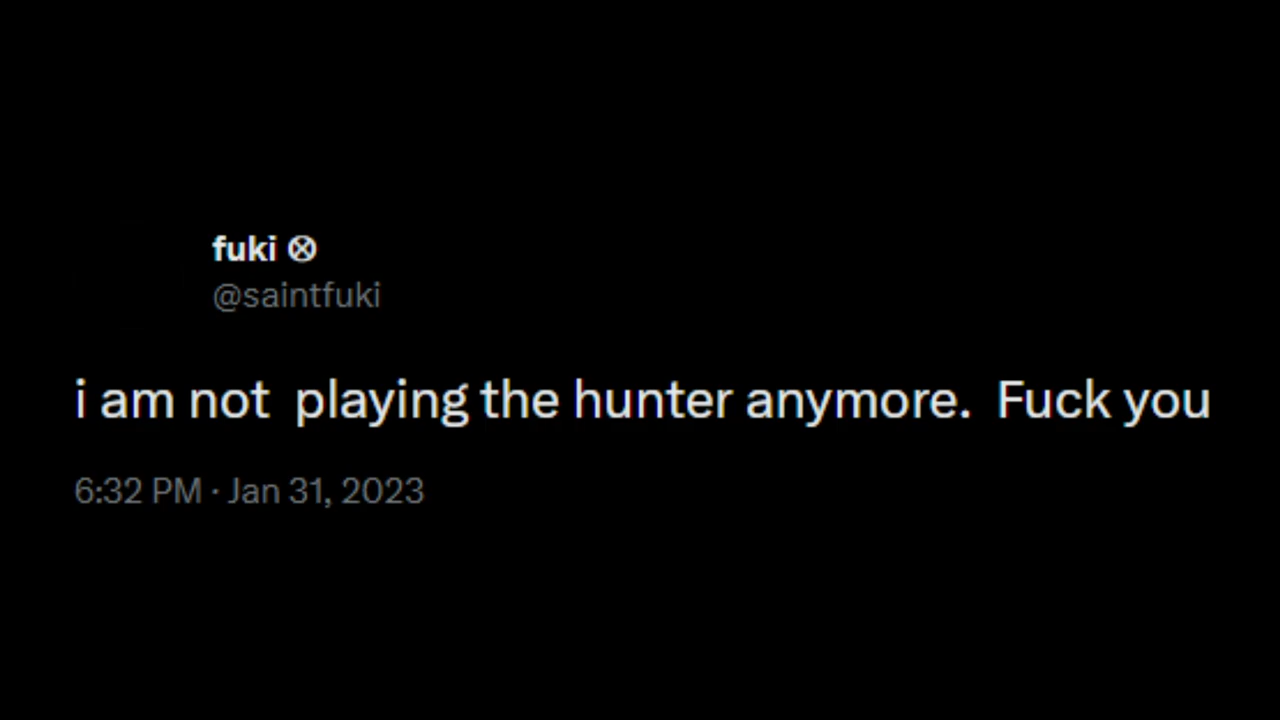 fuki ⊗
@saintfuki
i am not  playing the hunter anymore.  Fuck you
6:32 PM · Jan 31, 2023